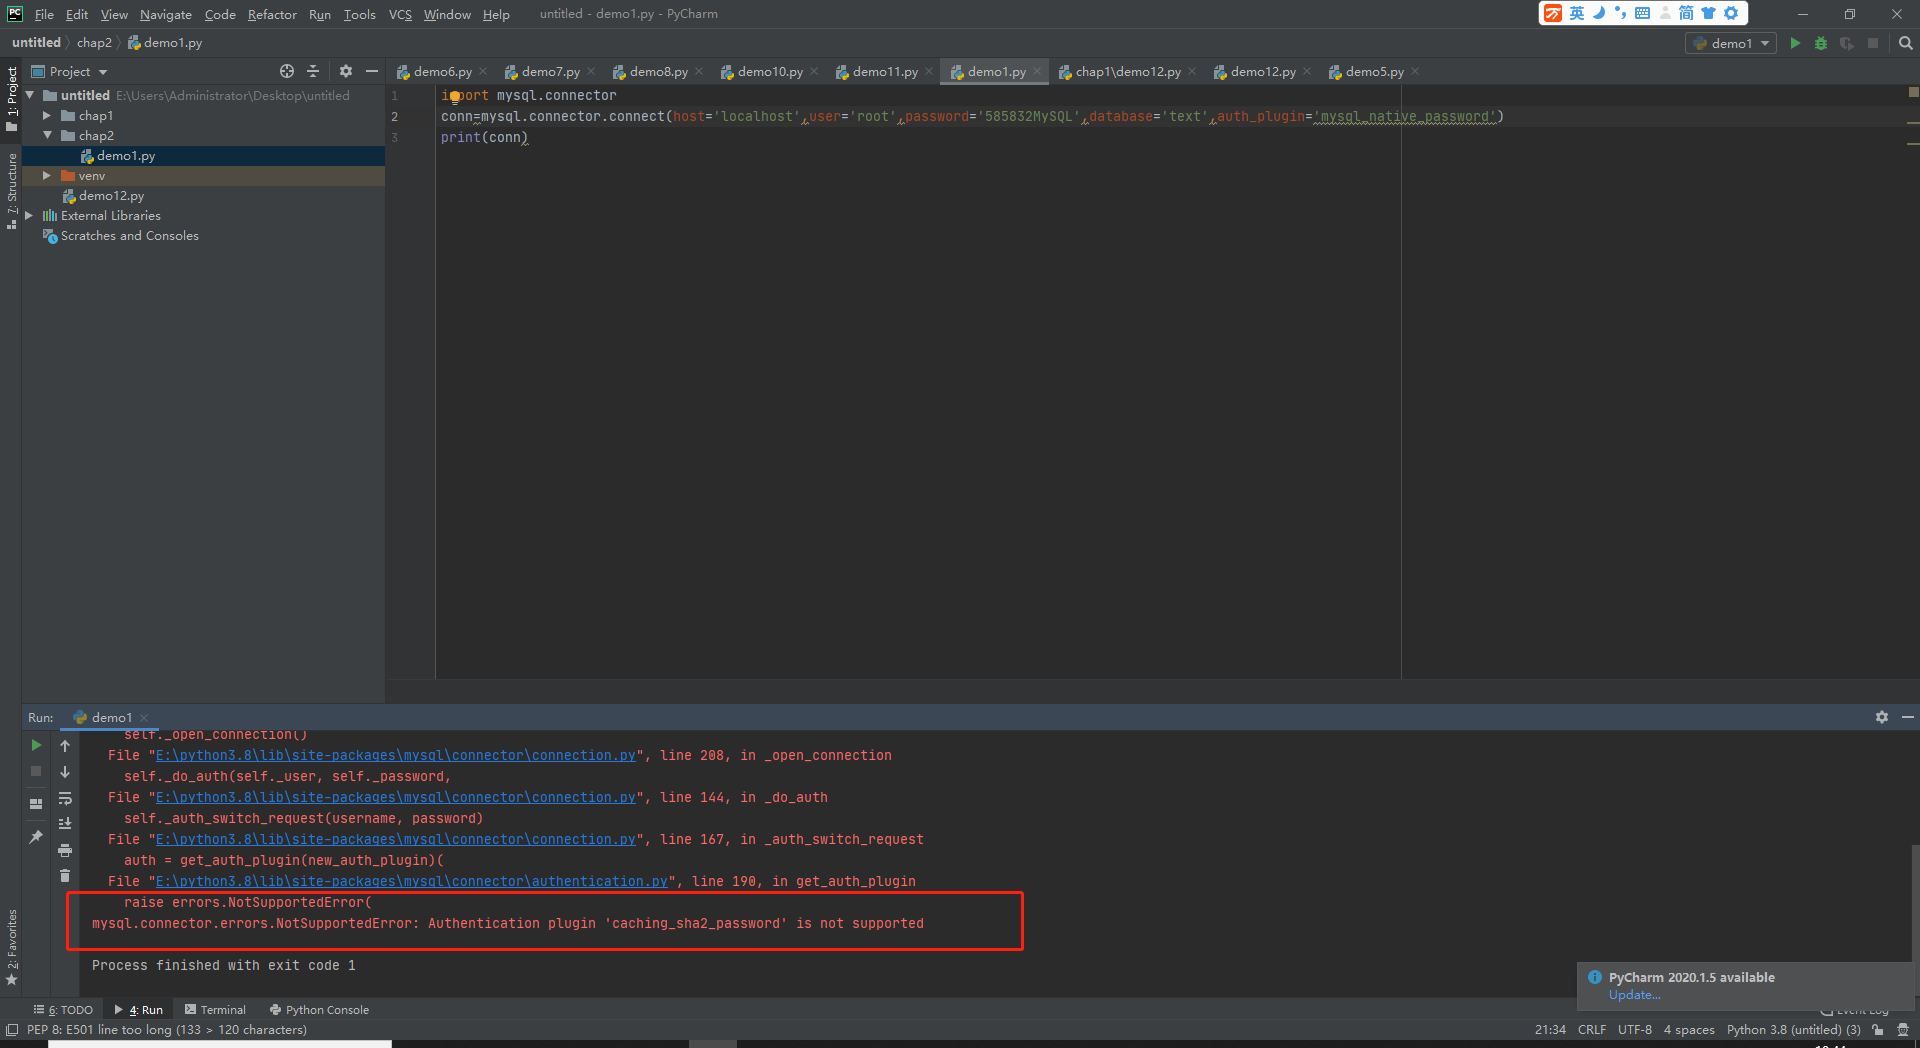 PC File Edit View Navigate Code Refactor Run Tools VCS Window Help untitled - demo1.py - PyCharm
英 简
untitled chap2 demo1.py
demo1
Project
demo6.py demo7.py demo8.py demo10.py demo11.py demo1.py chap1\demo12.py demo12.py demo5.py
1: Project
7: Structure
2: Favorites
untitled E:\Users\Administrator\Desktop\untitled
chap1
chap2
demo1.py
venv
demo12.py
External Libraries
Scratches and Consoles
1 import mysql.connector
2 conn=mysql.connector.connect(host='localhost',user='root',password='585832MySQL',database='text',auth_plugin='mysql_native_password')
3 print(conn)
Run: demo1
self._open_connection()
File "E:\python3.8\lib\site-packages\mysql\connector\connection.py", line 208, in _open_connection
self._do_auth(self._user, self._password,
File "E:\python3.8\lib\site-packages\mysql\connector\connection.py", line 144, in _do_auth
self._auth_switch_request(username, password)
File "E:\python3.8\lib\site-packages\mysql\connector\connection.py", line 167, in _auth_switch_request
auth = get_auth_plugin(new_auth_plugin)(
File "E:\python3.8\lib\site-packages\mysql\connector\authentication.py", line 190, in get_auth_plugin
raise errors.NotSupportedError(
mysql.connector.errors.NotSupportedError: Authentication plugin 'caching_sha2_password' is not supported
Process finished with exit code 1
PyCharm 2020.1.5 available
Update...
6: TODO 4: Run Terminal Python Console Event Log
PEP 8: E501 line too long (133 > 120 characters) 21:34 CRLF UTF-8 4 spaces Python 3.8 (untitled) (3)